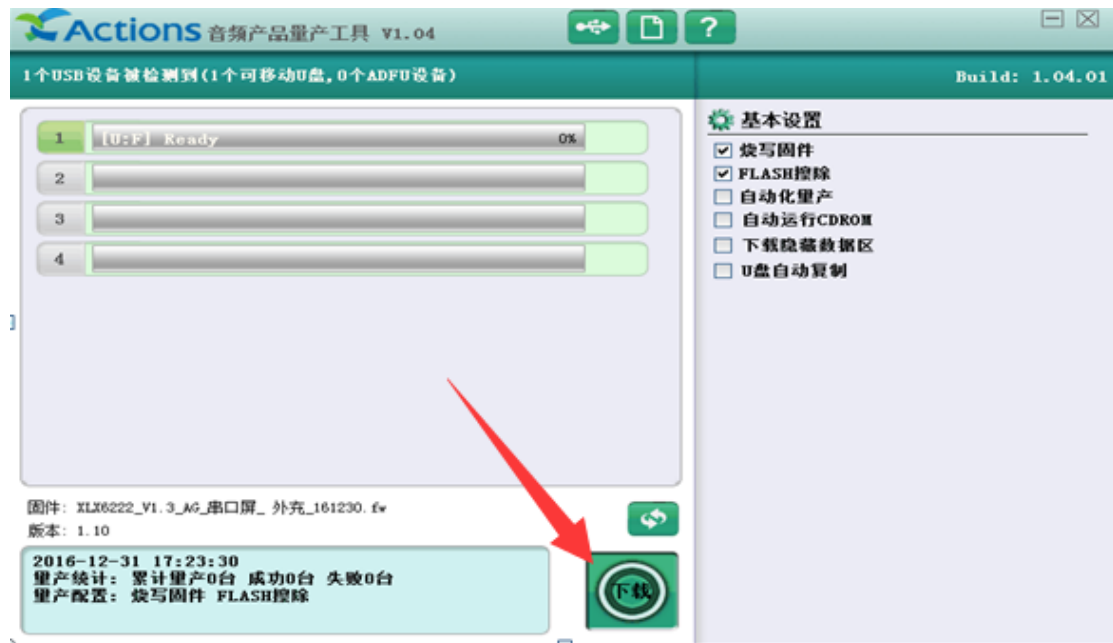 Actions 音频产品量产工具 V1.04
?
1个USB设备被检测到(1个可移动U盘,0个ADFU设备)
Build: 1.04.01
1 [U:F] Ready 0%
2
3
4
基本设置
烧写固件
FLASH擦除
自动化量产
自动运行CDROM
下载隐藏数据区
U盘自动复制
固件: XLX6222_V1.3_AG_串口屏_ 外充_161230.fw
版本: 1.10
2016-12-31 17:23:30
量产统计: 累计量产0台 成功0台 失败0台
量产配置: 烧写固件 FLASH擦除
下载